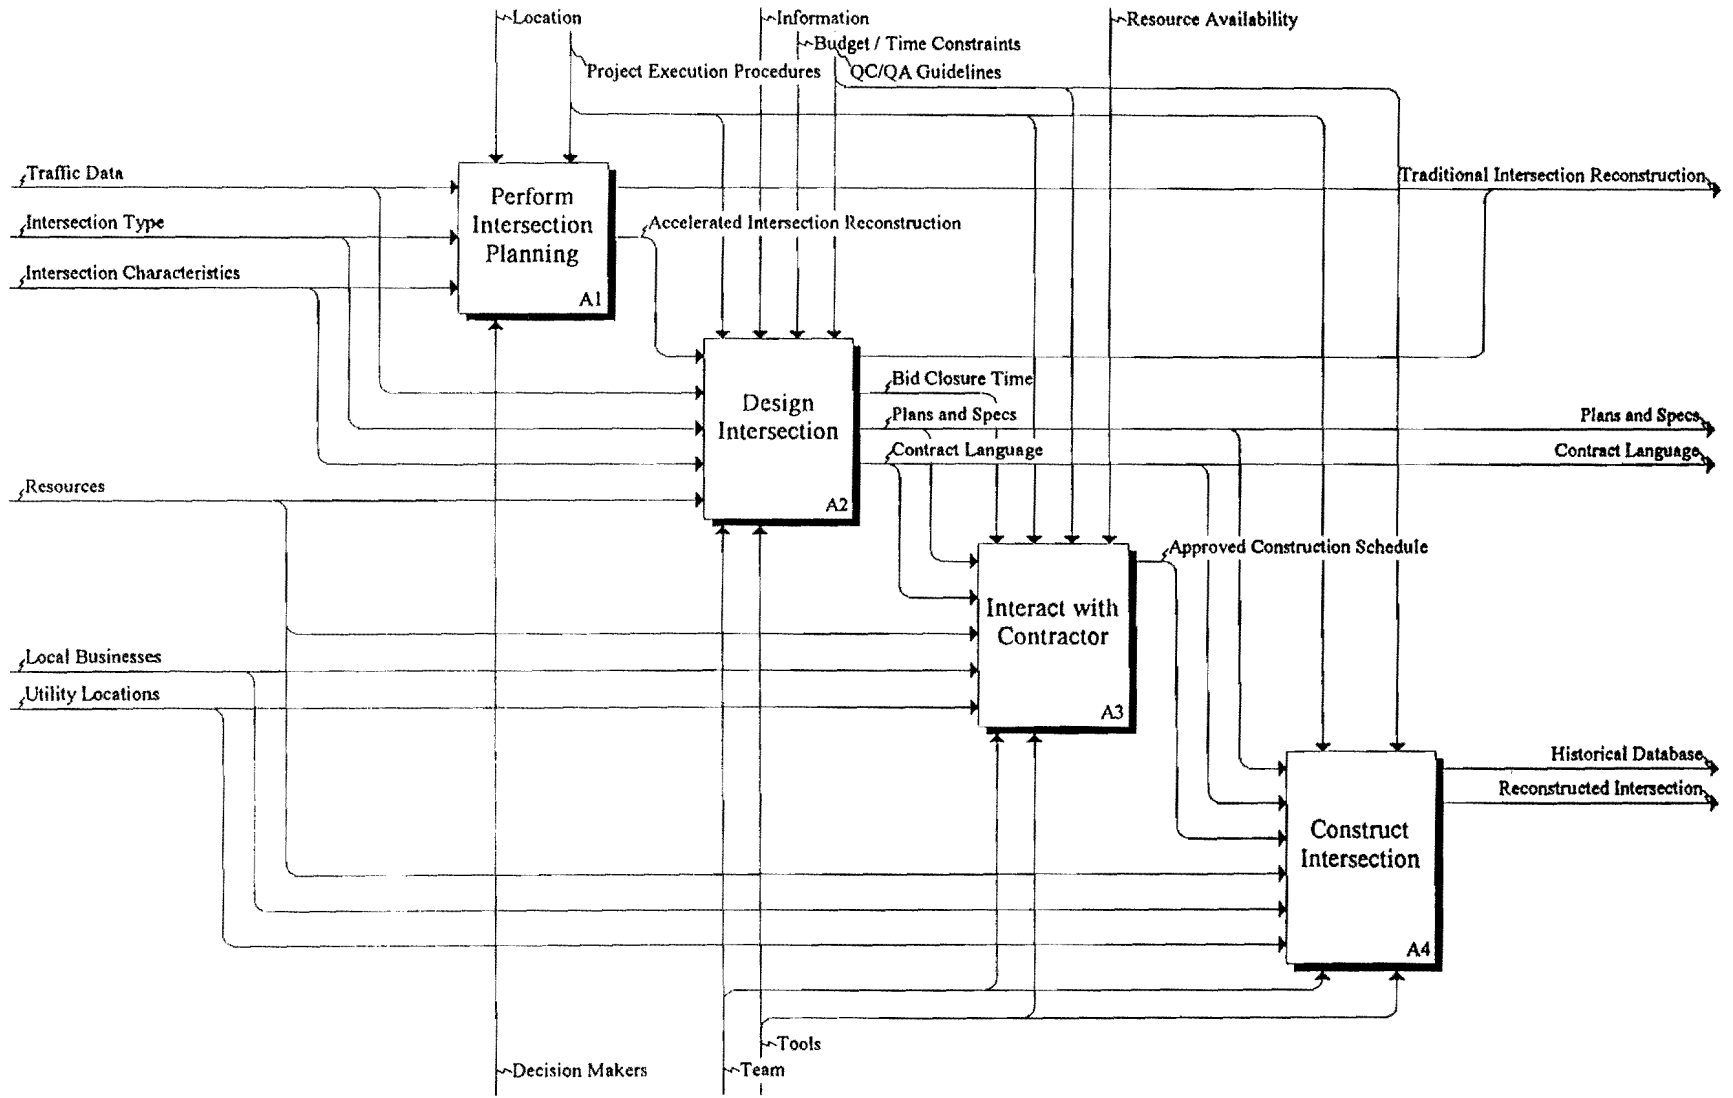 Location
Information
Resource Availability
Budget / Time Constraints
Project Execution Procedures
QC/QA Guidelines
Traffic Data
Traditional Intersection Reconstruction
Perform
Intersection
Planning
A1
Intersection Type
Accelerated Intersection Reconstruction
Intersection Characteristics
Bid Closure Time
Design
Intersection
A2
Plans and Specs
Plans and Specs
Contract Language
Contract Language
Resources
Approved Construction Schedule
Interact with
Contractor
A3
Local Businesses
Utility Locations
Historical Database
Reconstructed Intersection
Construct
Intersection
A4
Tools
Decision Makers
Team